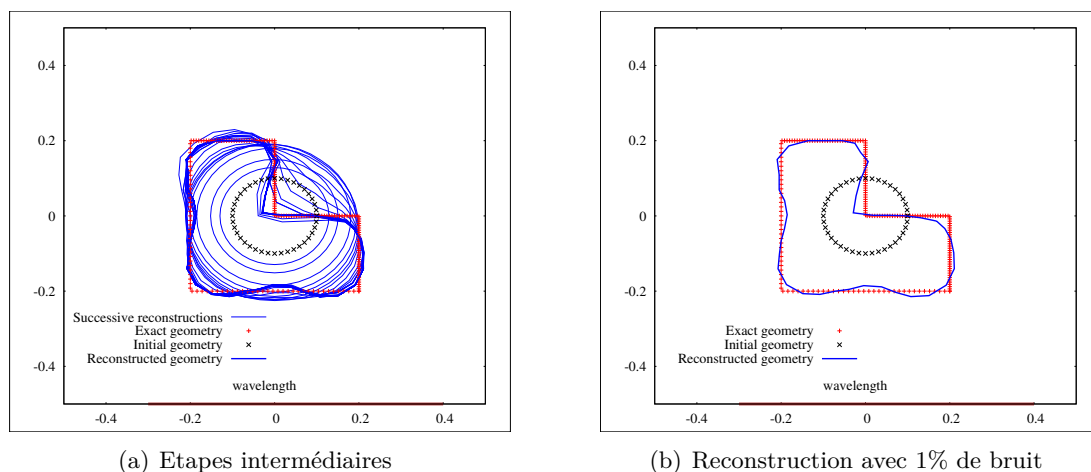 0.4
0.2
0
-0.2
-0.4
Successive reconstructions
Exact geometry
Initial geometry
Reconstructed geometry
wavelength
-0.4 -0.2 0 0.2 0.4
(a) Etapes intermédiaires
0.4
0.2
0
-0.2
-0.4
Exact geometry
Initial geometry
Reconstructed geometry
wavelength
-0.4 -0.2 0 0.2 0.4
(b) Reconstruction avec 1% de bruit